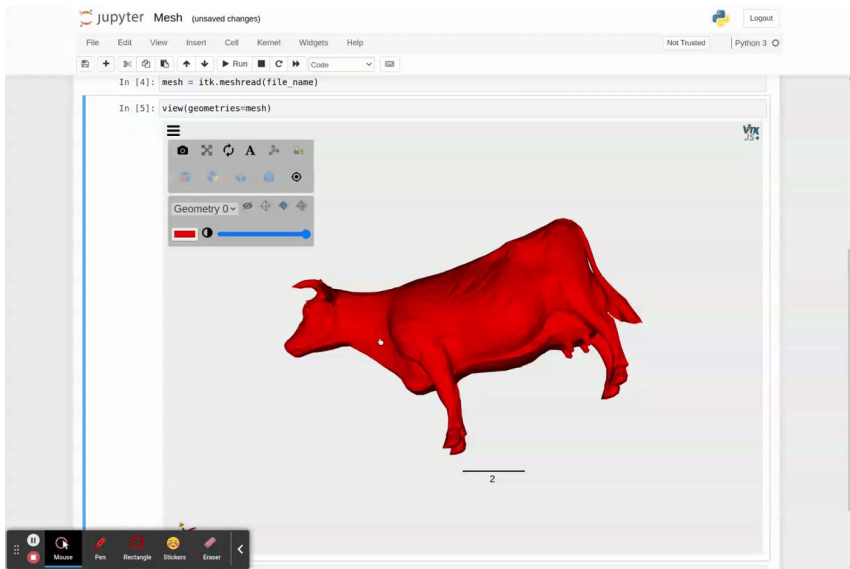 jupyter Mesh (unsaved changes)
Logout
File Edit View Insert Cell Kernel Widgets Help
Not Trusted
Python 3
Run
Code
In [4]: mesh = itk.meshread(file_name)
In [5]: view(geometries=mesh)
VTK
JS
A
Geometry 0
2
Mouse Pen Rectangle Stickers Eraser